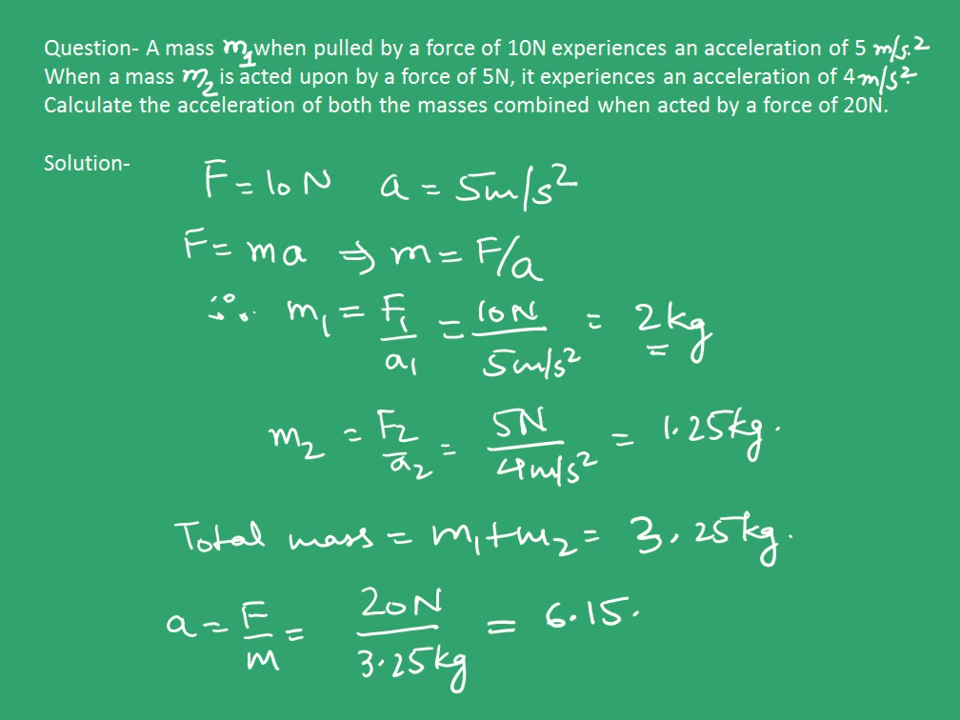 Question- A mass m₁ when pulled by a force of 10N experiences an acceleration of 5 m/s.²
When a mass m₂ is acted upon by a force of 5N, it experiences an acceleration of 4 m/s².
Calculate the acceleration of both the masses combined when acted by a force of 20N.
Solution-
F = 10 N a = 5m/s²
F = ma ⇒ m = F/a
∴ m₁ = F₁/a₁ = 10N/5m/s² = 2kg
m₂ = F₂/a₂ = 5N/4m/s² = 1.25kg.
Total mass = m₁+m₂ = 3.25kg.
a = F/m = 20N/3.25kg = 6.15.